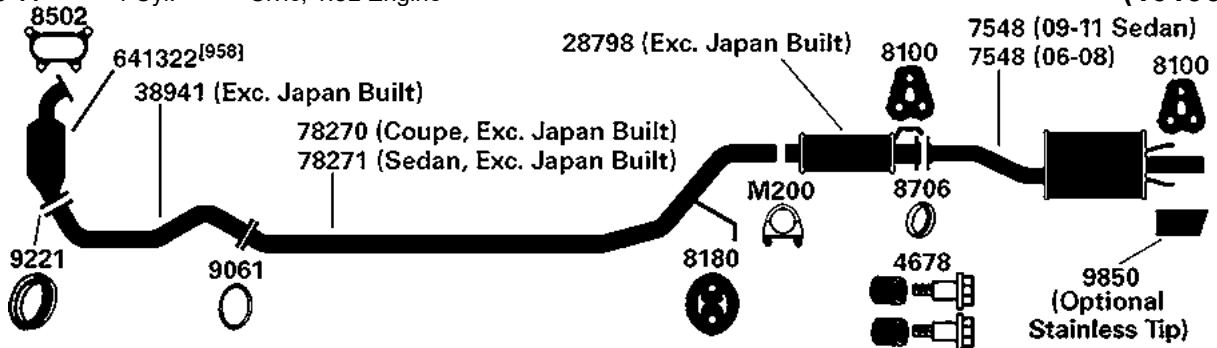 8502
641322[958]
38941 (Exc. Japan Built)
78270 (Coupe, Exc. Japan Built)
78271 (Sedan, Exc. Japan Built)
28798 (Exc. Japan Built)
8100
7548 (09-11 Sedan)
7548 (06-08)
8100
M200
8706
9221
9061
8180
4678
9850
(Optional
Stainless Tip)